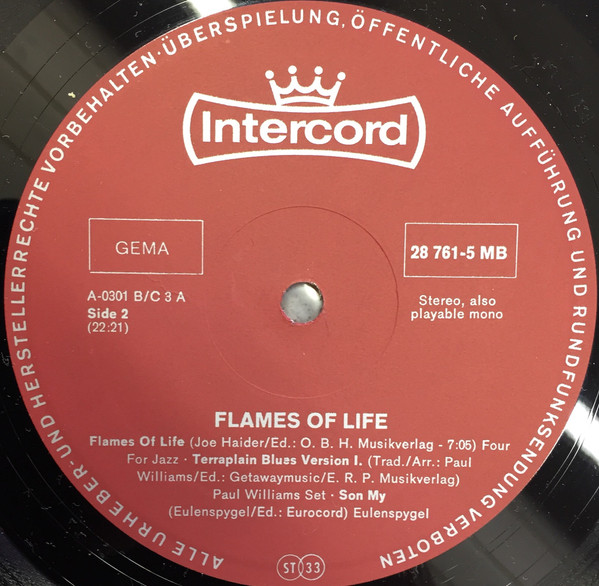 ALLE URHEBER- UND HERSTELLERRECHTE VORBEHALTEN · ÜBERSPIELUNG, ÖFFENTLICHE AUFFÜHRUNG UND RUNDFUNKSENDUNG VERBOTEN
Intercord
GEMA
28 761-5 MB
A-0301 B/C 3 A
Side 2
(22:21)
Stereo, also
playable mono
FLAMES OF LIFE
Flames Of Life (Joe Haider/Ed.: O. B. H. Musikverlag - 7:05) Four
For Jazz · Terraplain Blues Version I. (Trad./Arr.: Paul
Williams/Ed.: Getawaymusic/E. R. P. Musikverlag)
Paul Williams Set · Son My
(Eulenspygel/Ed.: Eurocord) Eulenspygel
ST 33